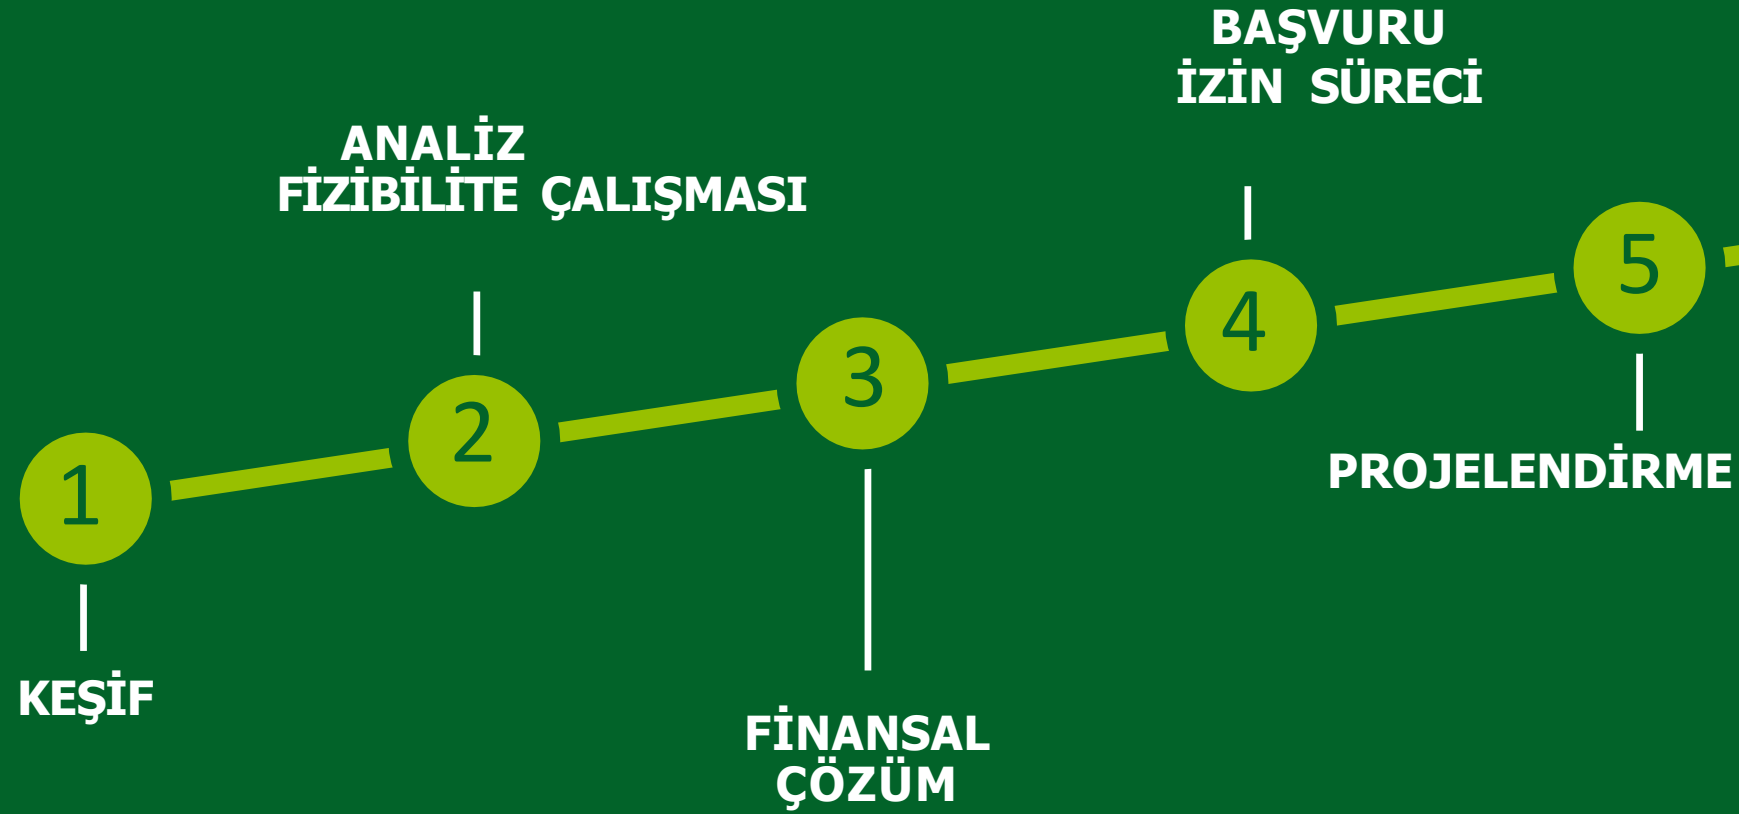 1
KEŞİF
2
ANALİZ
FİZİBİLİTE ÇALIŞMASI
3
FİNANSAL
ÇÖZÜM
4
BAŞVURU
İZİN SÜRECİ
5
PROJELENDİRME